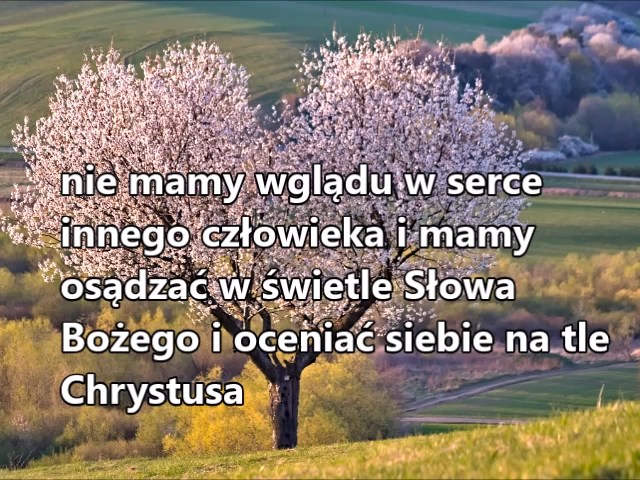 nie mamy wglądu w serce
innego człowieka i mamy
osądzać w świetle Słowa
Bożego i oceniać siebie na tle
Chrystusa